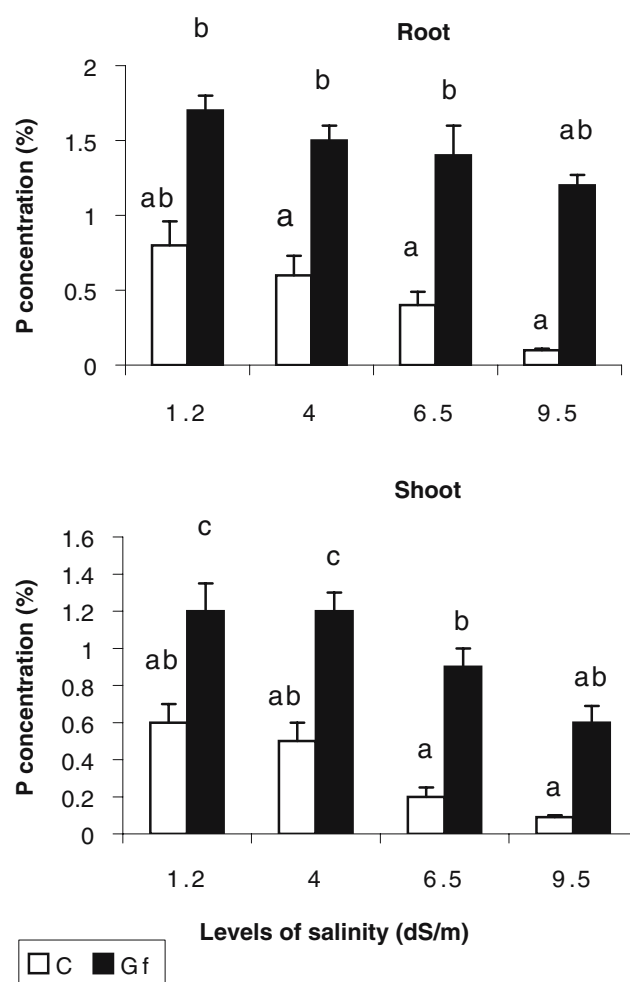 b
Root
2
b
b
ab
1.5
P concentration (%)
ab
1
a
a
0.5
a
0
1.2 4 6.5 9.5
Shoot
1.6
c
c
1.4
1.2
b
P concentration (%)
1
ab
ab
0.8
ab
0.6
a
0.4
a
0.2
0
1.2 4 6.5 9.5
Levels of salinity (dS/m)
C Gf